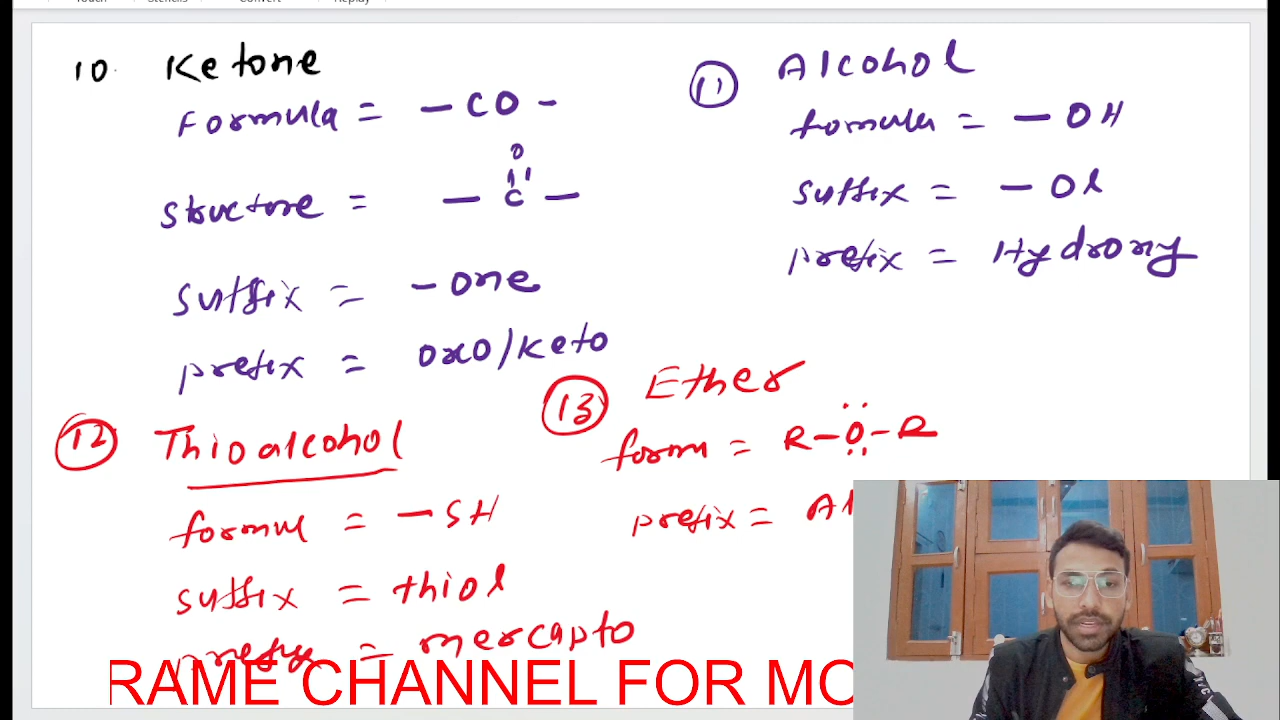 10. Ketone
Formula = - CO -
O
Structure = - C -
suffix = - one
prefix = oxo/keto
11 Alcohol
formula = - OH
suffix = - Ol
prefix = Hydroxy
12 Thioalcohol
formul = - SH
suffix = thiol
prefix = mercapto
13 Ether
form = R-O-R
prefix = Al
RAME CHANNEL FOR MO